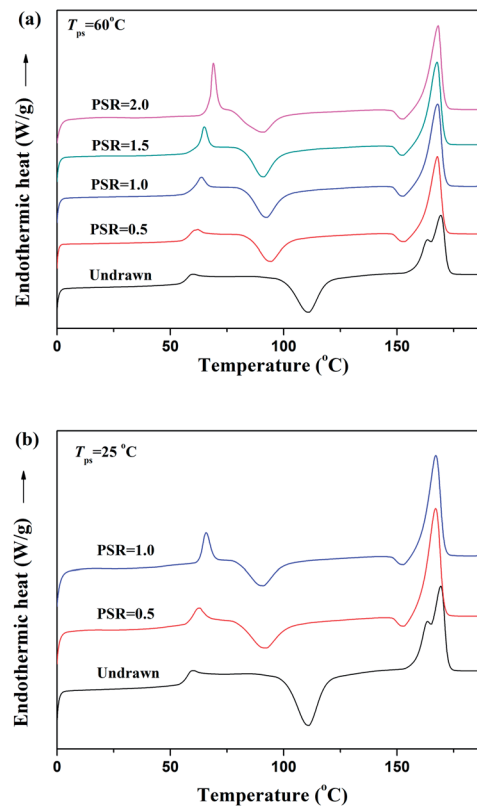 (a)
Tps=60°C
PSR=2.0
PSR=1.5
PSR=1.0
PSR=0.5
Undrawn
Endothermic heat (W/g)
0 50 100 150
Temperature (°C)
(b)
Tps=25 °C
PSR=1.0
PSR=0.5
Undrawn
Endothermic heat (W/g)
0 50 100 150
Temperature (°C)